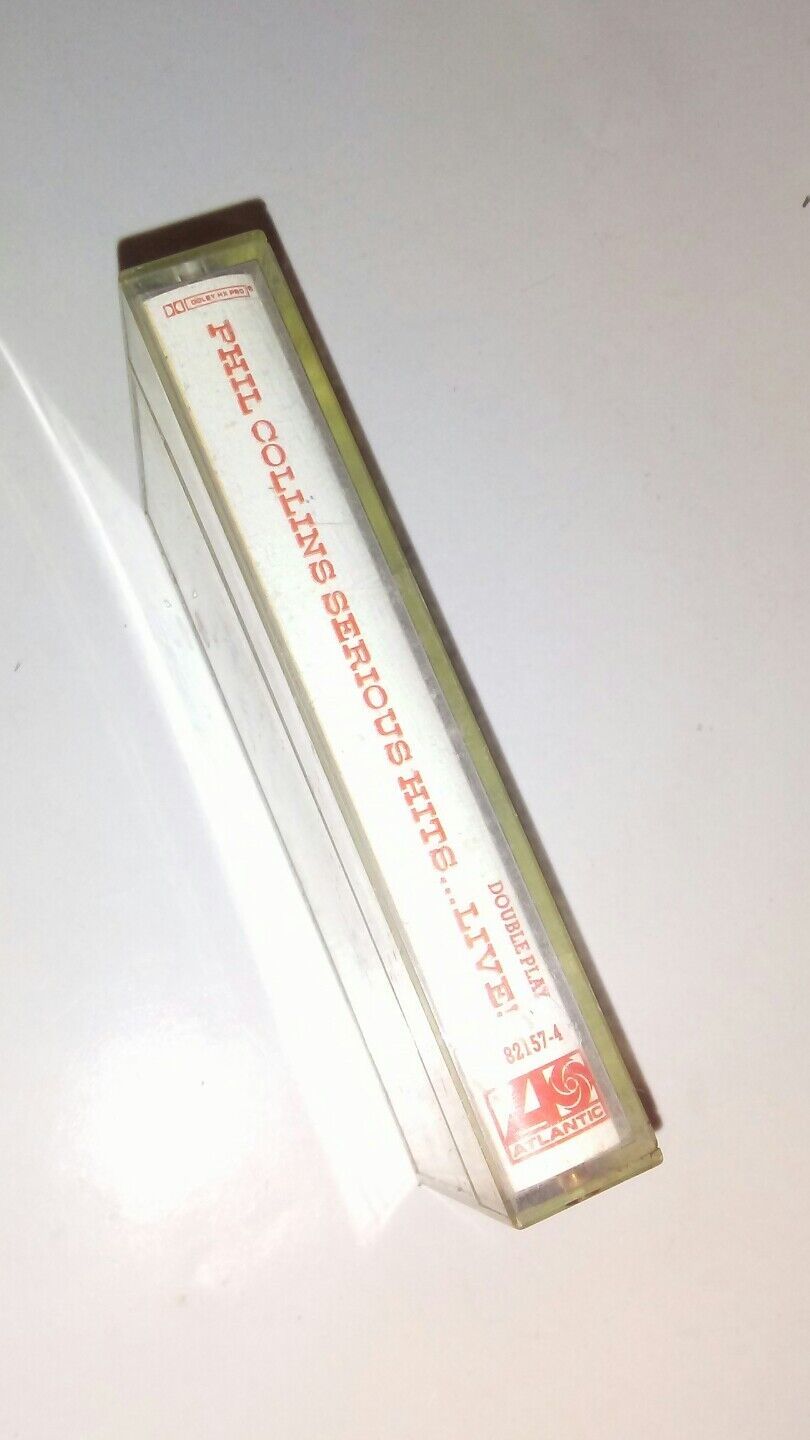 DOLBY HX PRO®
PHIL COLLINS SERIOUS HITS...LIVE!
DOUBLE PLAY
82157-4
ATLANTIC